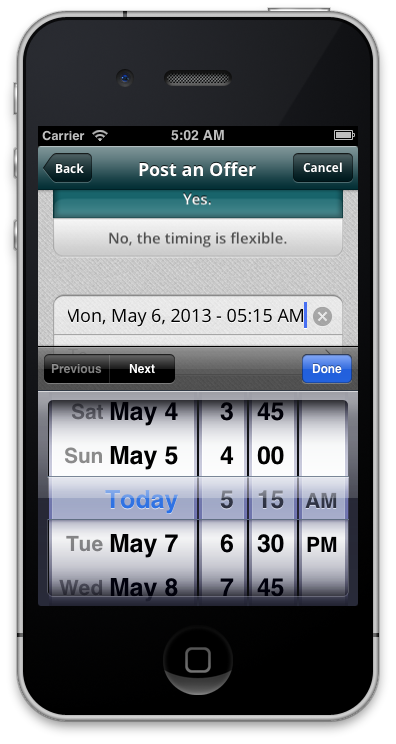 Carrier 5:02 AM
Back Post an Offer Cancel
Yes.
No, the timing is flexible.
Mon, May 6, 2013 - 05:15 AM
Previous Next Done
Sat May 4 3 45
Sun May 5 4 00
Today 5 15 AM
Tue May 7 6 30 PM
Wed May 8 7 45